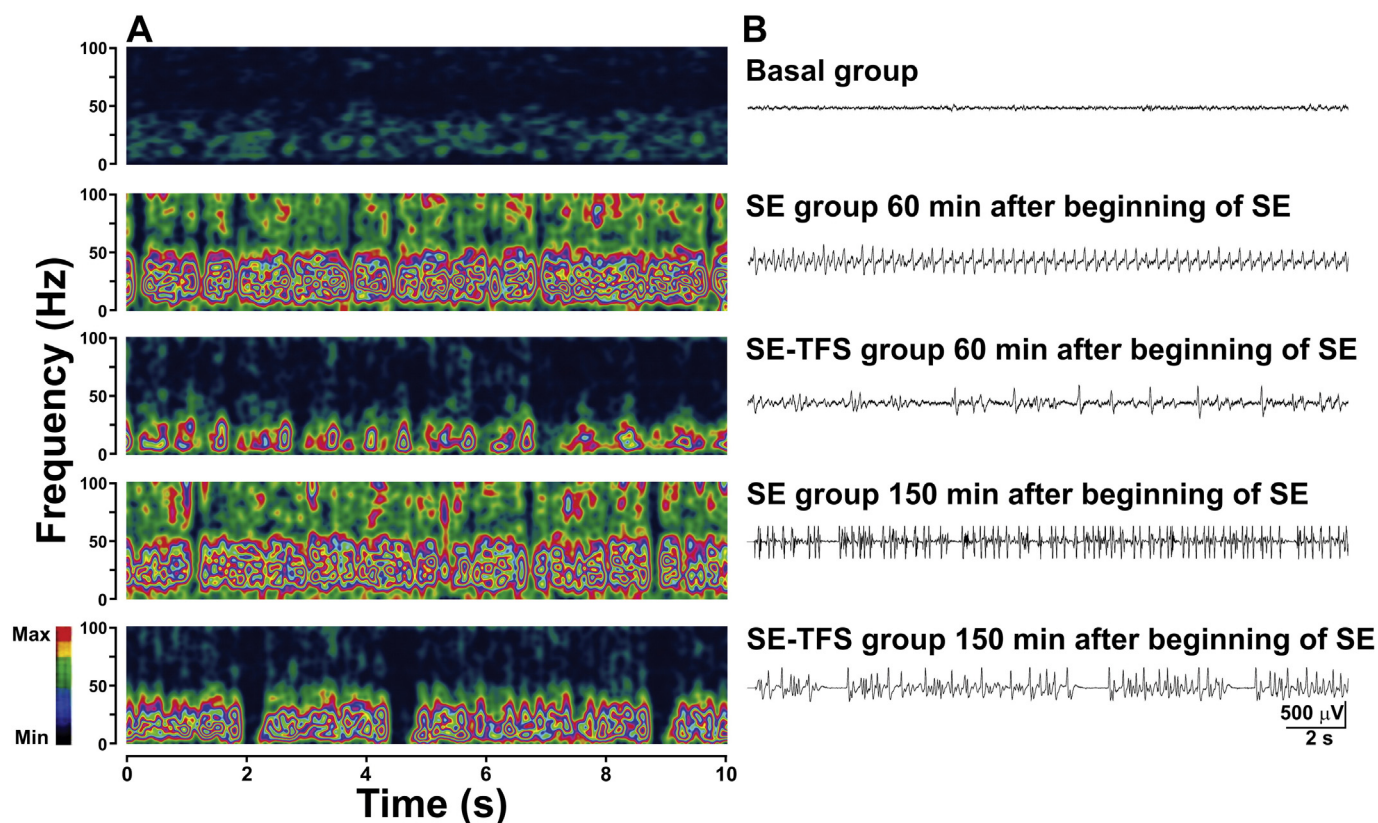 A
B
Frequency (Hz)
100
50
0
Basal group
100
50
0
SE group 60 min after beginning of SE
100
50
0
SE-TFS group 60 min after beginning of SE
100
50
0
SE group 150 min after beginning of SE
100
50
0
SE-TFS group 150 min after beginning of SE
Max
Min
500 μV
2 s
0 2 4 6 8 10
Time (s)